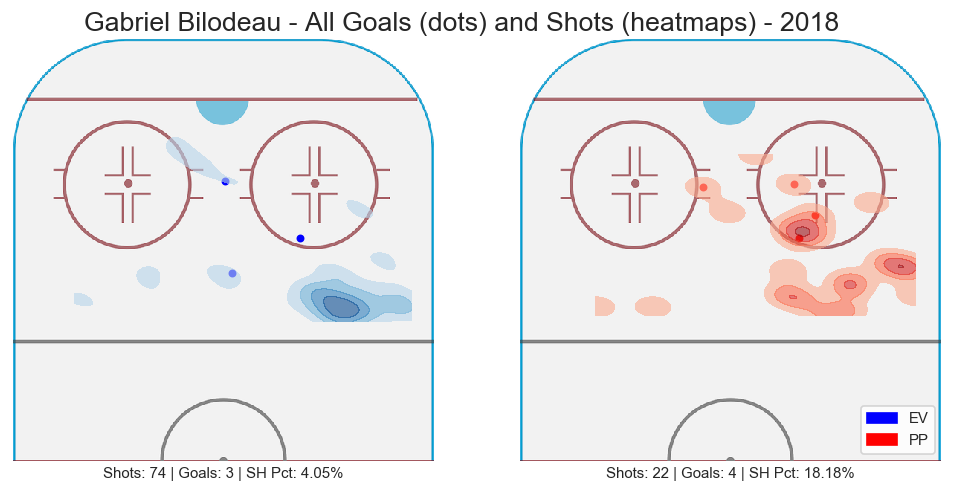 Gabriel Bilodeau - All Goals (dots) and Shots (heatmaps) - 2018
EV
PP
Shots: 74 | Goals: 3 | SH Pct: 4.05%
Shots: 22 | Goals: 4 | SH Pct: 18.18%